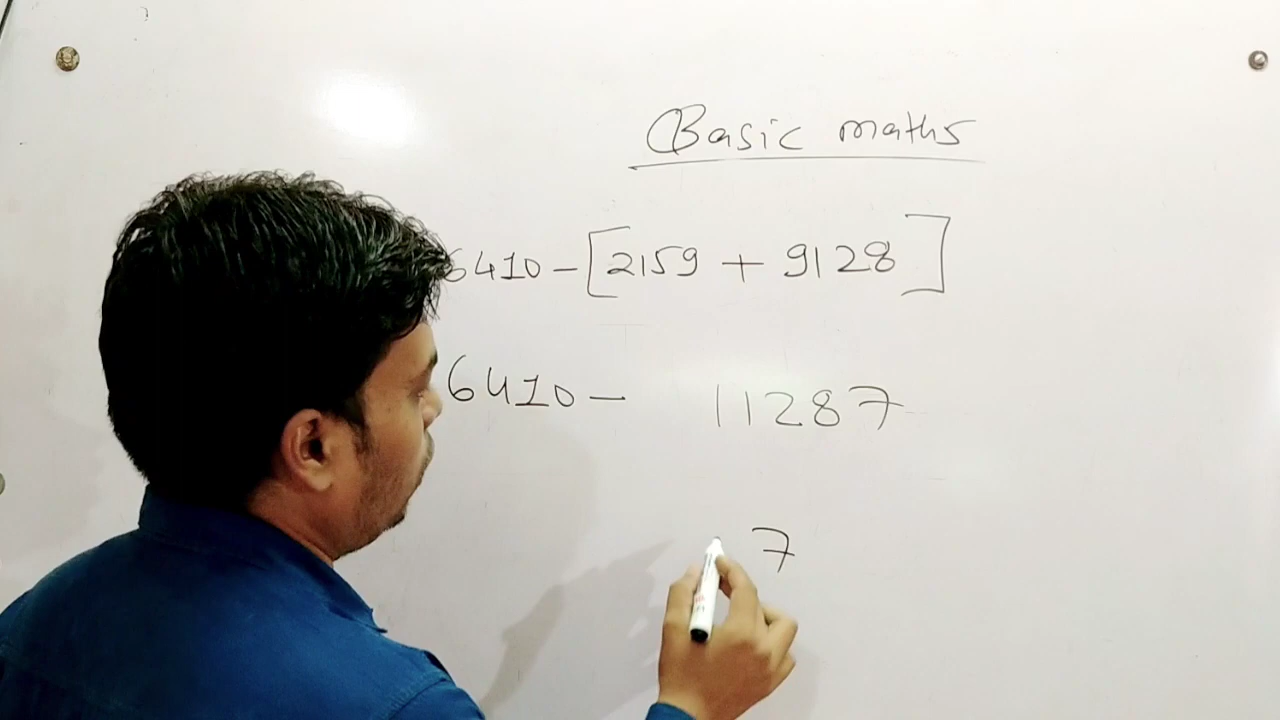 Basic maths
6410 - [2159 + 9128]
6410 - 11287
7